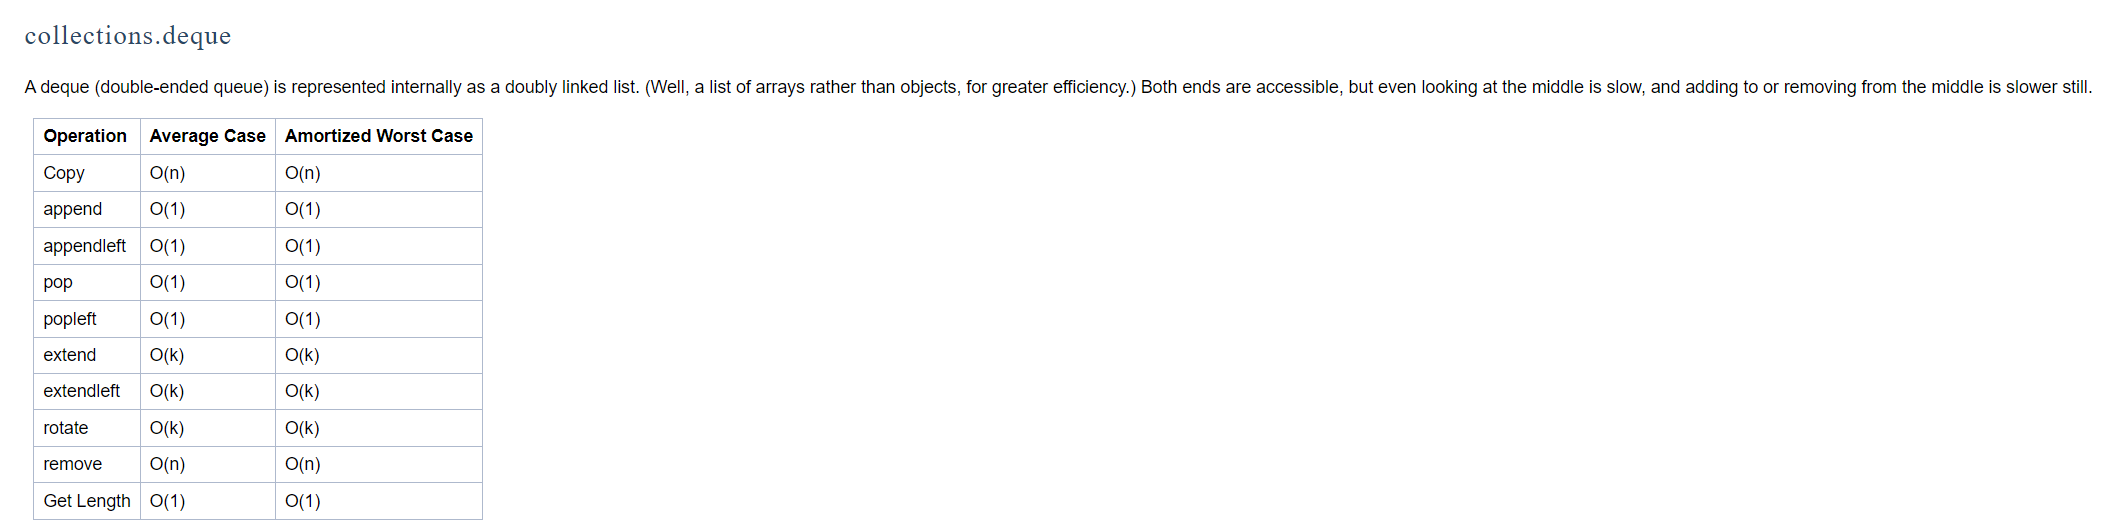 collections.deque
A deque (double-ended queue) is represented internally as a doubly linked list. (Well, a list of arrays rather than objects, for greater efficiency.) Both ends are accessible, but even looking at the middle is slow, and adding to or removing from the middle is slower still.
Operation Average Case Amortized Worst Case
Copy O(n) O(n)
append O(1) O(1)
appendleft O(1) O(1)
pop O(1) O(1)
popleft O(1) O(1)
extend O(k) O(k)
extendleft O(k) O(k)
rotate O(k) O(k)
remove O(n) O(n)
Get Length O(1) O(1)